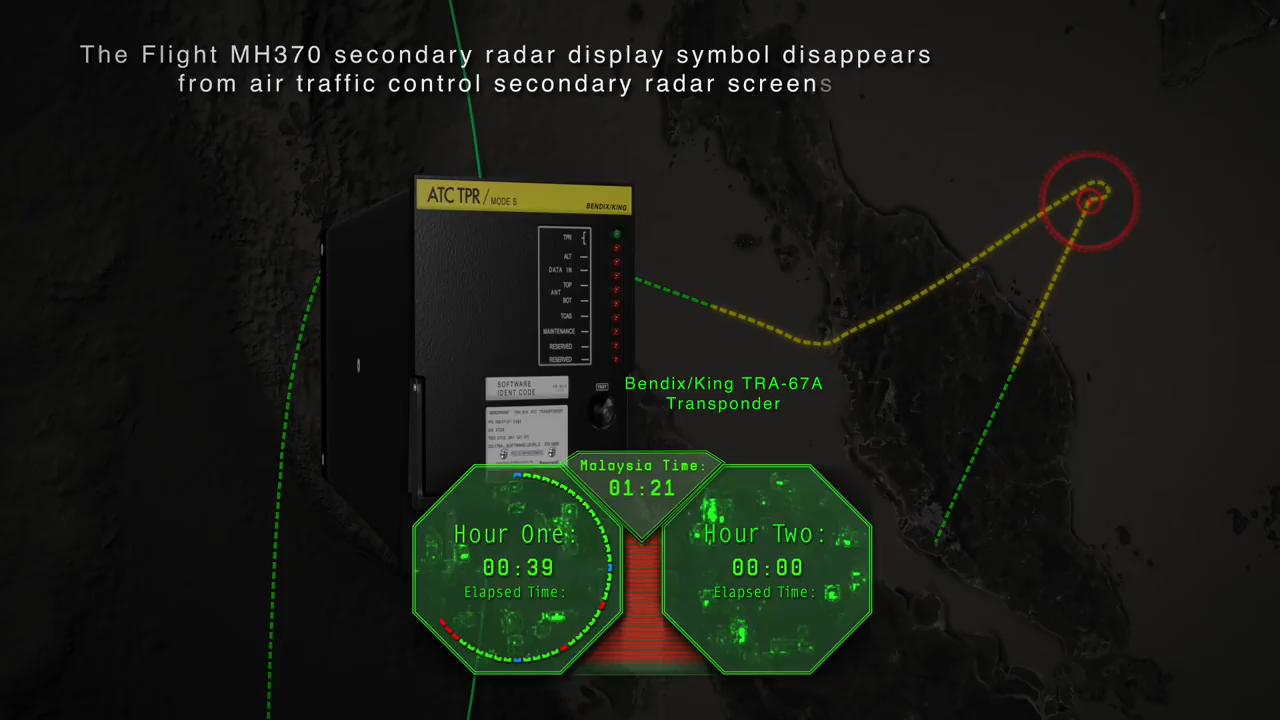 The Flight MH370 secondary radar display symbol disappears
from air traffic control secondary radar screens
ATC TPR / MODE S
BENDIX/KING
TPR
ALT
DATA IN
TOP
ANT
BOT
TCAS
MAINTENANCE
RESERVED
RESERVED
SOFTWARE
IDENT CODE
TEST
Bendix/King TRA-67A
Transponder
Malaysia Time:
01:21
Hour One:
00:39
Elapsed Time:
Hour Two:
00:00
Elapsed Time: